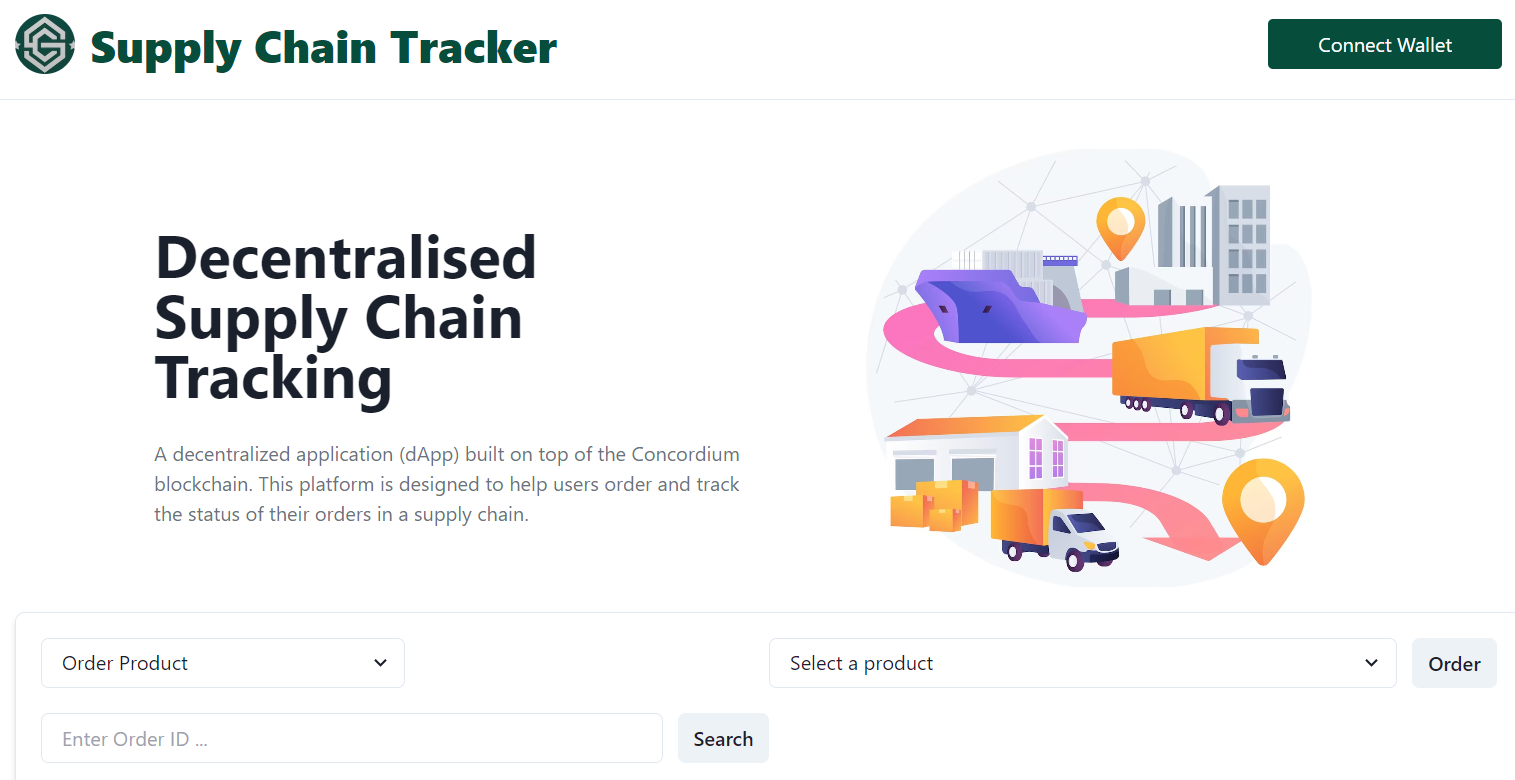 Supply Chain Tracker
Connect Wallet
Decentralised
Supply Chain
Tracking
A decentralized application (dApp) built on top of the Concordium
blockchain. This platform is designed to help users order and track
the status of their orders in a supply chain.
Order Product
Select a product
Order
Enter Order ID ...
Search